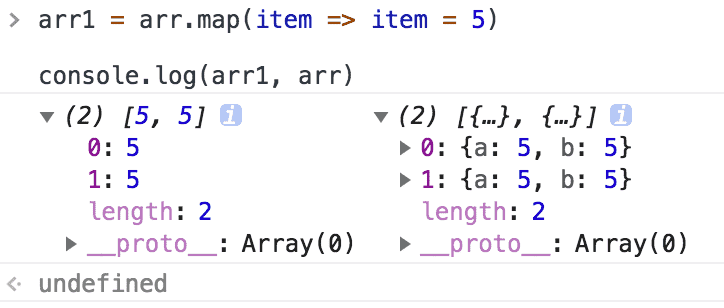 > arr1 = arr.map(item => item = 5)
console.log(arr1, arr)
▼ (2) [5, 5] i ▼ (2) [{…}, {…}] i
0: 5 ▶ 0: {a: 5, b: 5}
1: 5 ▶ 1: {a: 5, b: 5}
length: 2 length: 2
▶ __proto__: Array(0) ▶ __proto__: Array(0)
undefined